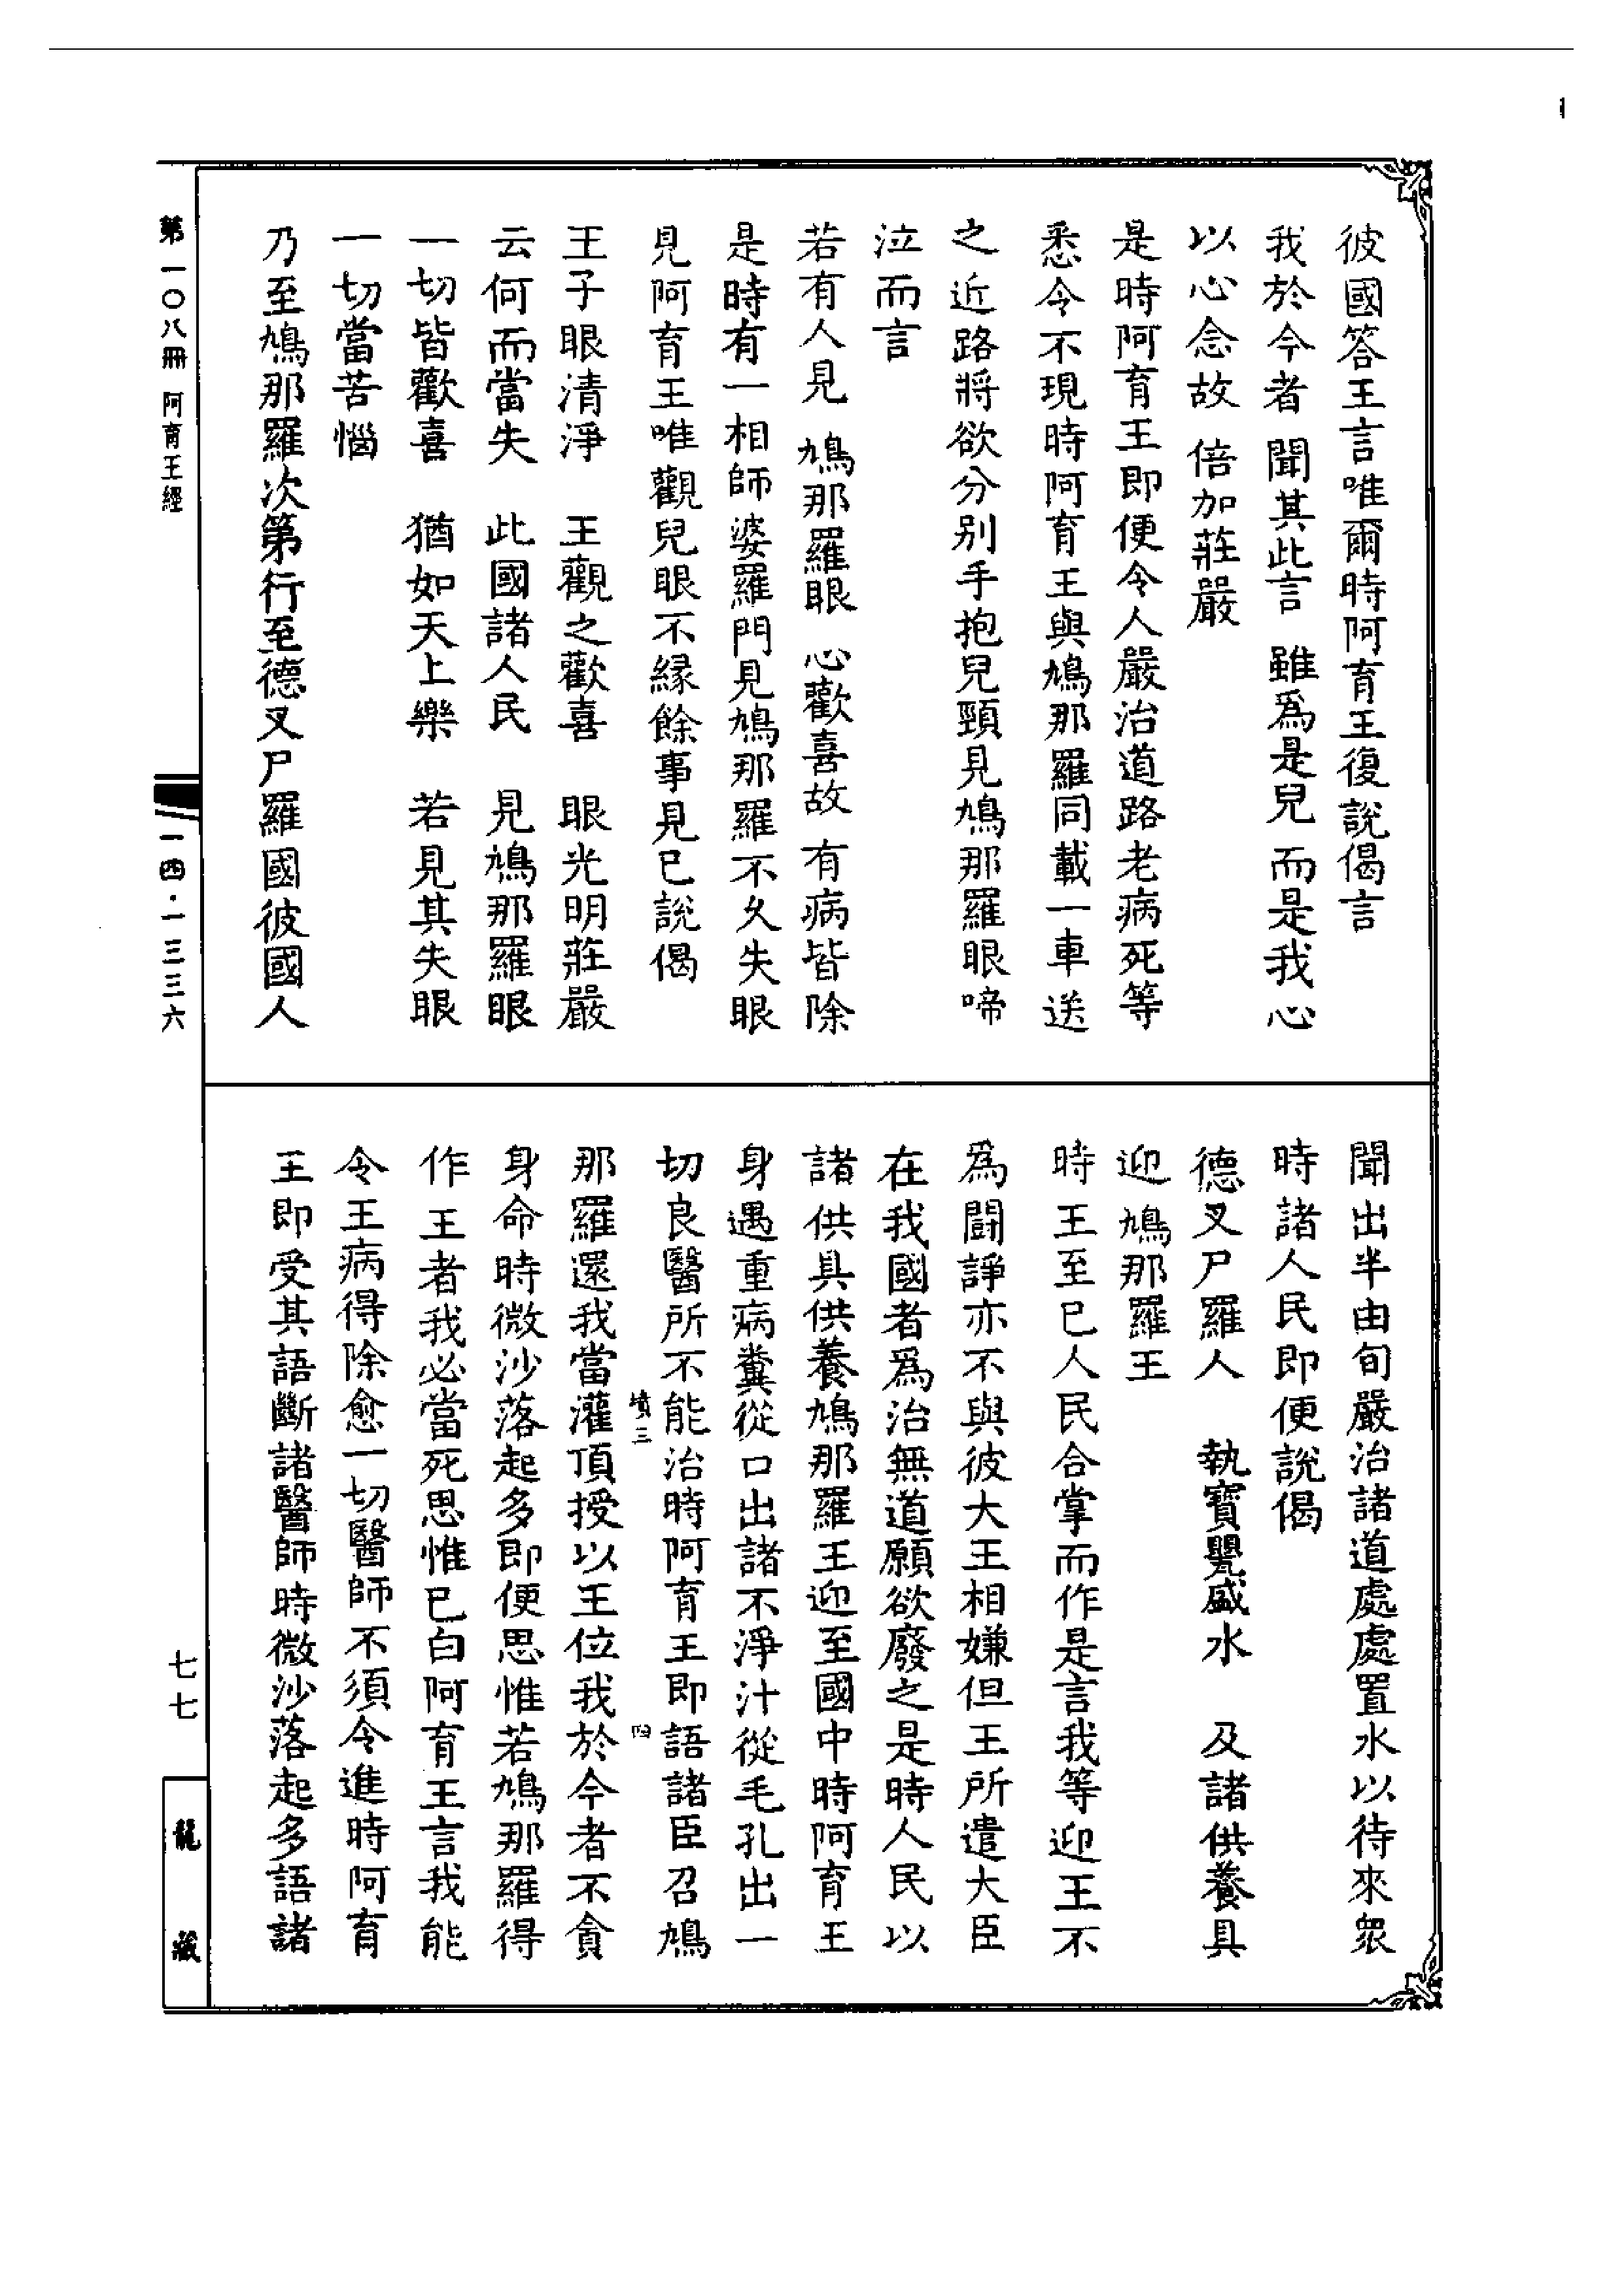 彼國答王言唯爾時阿育王復說偈言
我於今者 聞其此言 雖爲是兒 而是我心
以心念故 倍加莊嚴
是時阿育王即便令人嚴治道路老病死等
悉令不現時阿育王與鳩那羅同載一車送
之近路將欲分别手抱兒頸見鳩那羅眼啼
泣而言
若有人見 鳩那羅眼 心歡喜故 有病皆除
是時有一相師婆羅門見鳩那羅不久失眼
見阿育王唯觀兒眼不緣餘事見已說偈
王子眼清淨 王觀之歡喜 眼光明莊嚴
云何而當失 此國諸人民 見鳩那羅眼
一切皆歡喜 猶如天上樂 若見其失眼
一切當苦惱
乃至鳩那羅次第行至德叉尸羅國彼國人
聞出半由旬嚴治諸道處處置水以待來衆
時諸人民即便說偈
德叉尸羅人 執寶甖盛水 及諸供養具
迎鳩那羅王
時王至已人民合掌而作是言我等迎王不
爲鬪諍亦不與彼大王相嫌但王所遣大臣
在我國者爲治無道願欲廢之是時人民以
諸供具供養鳩那羅王迎至國中時阿育王
身遇重病糞從口出諸不淨汁從毛孔出一
切良醫所不能治時阿育王即語諸臣召鳩
墳三 四
那羅還我當灌頂授以王位我於今者不貪
身命時微沙落起多即便思惟若鳩那羅得
作王者我必當死思惟已白阿育王言我能
令王病得除愈一切醫師不須令進時阿育
王即受其語斷諸醫師時微沙落起多語諸
第一〇八冊 阿育王經
一四·一三三六
七七
龍藏